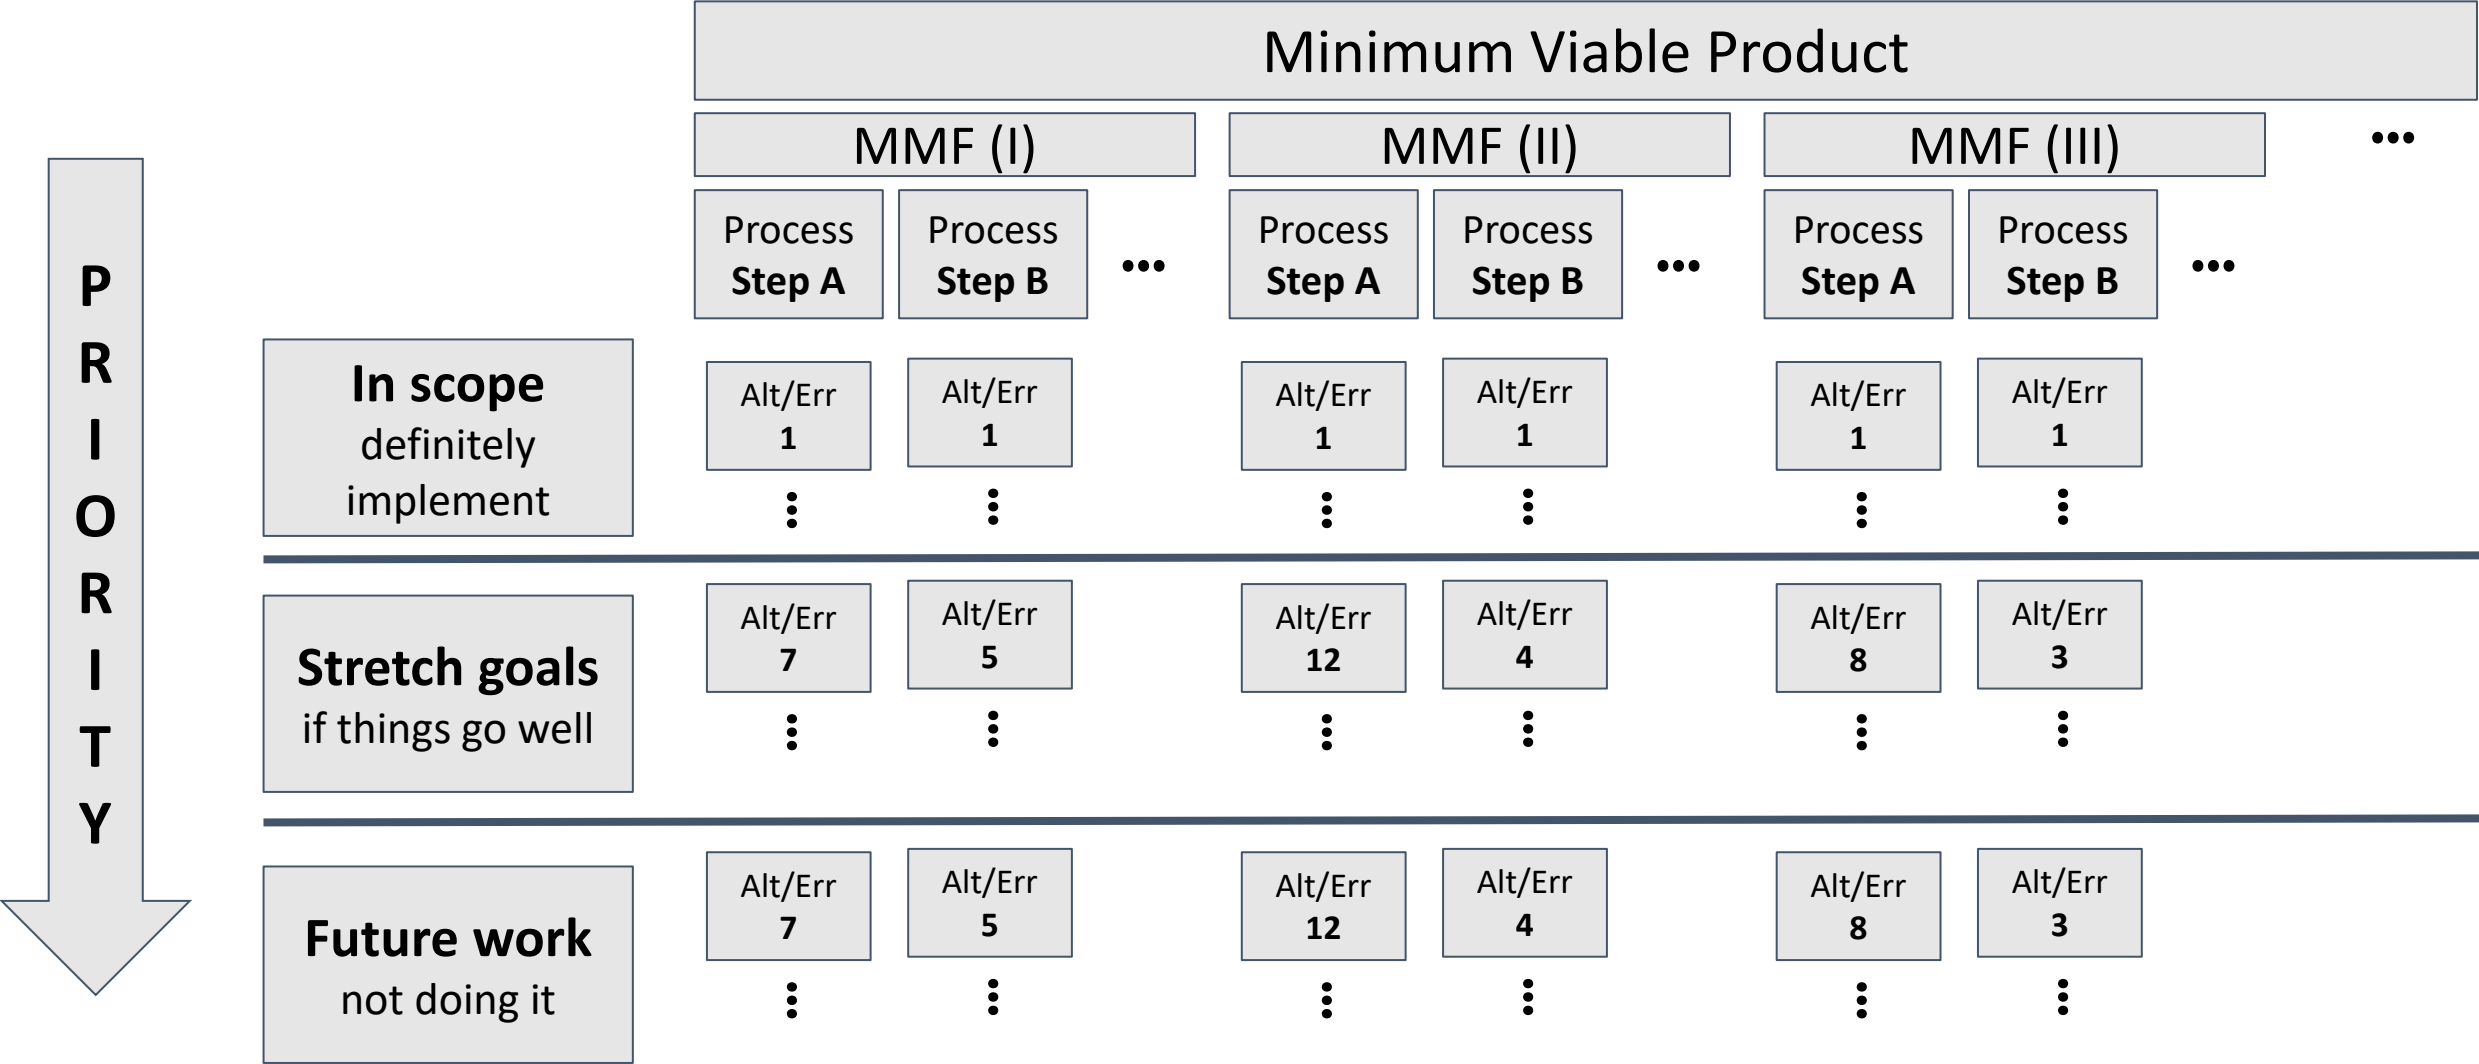 Minimum Viable Product
MMF (I)
MMF (II)
MMF (III)
...
Process
Step A
Process
Step B
...
Process
Step A
Process
Step B
...
Process
Step A
Process
Step B
...
P
R
I
O
R
I
T
Y
In scope
definitely
implement
Alt/Err
1
Alt/Err
1
Alt/Err
1
Alt/Err
1
Alt/Err
1
Alt/Err
1
Stretch goals
if things go well
Alt/Err
7
Alt/Err
5
Alt/Err
12
Alt/Err
4
Alt/Err
8
Alt/Err
3
Future work
not doing it
Alt/Err
7
Alt/Err
5
Alt/Err
12
Alt/Err
4
Alt/Err
8
Alt/Err
3